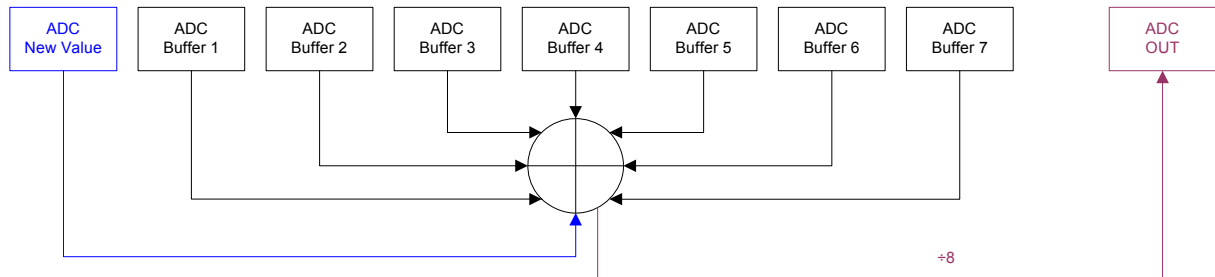 ADC
New Value
ADC
Buffer 1
ADC
Buffer 2
ADC
Buffer 3
ADC
Buffer 4
ADC
Buffer 5
ADC
Buffer 6
ADC
Buffer 7
ADC
OUT
÷8